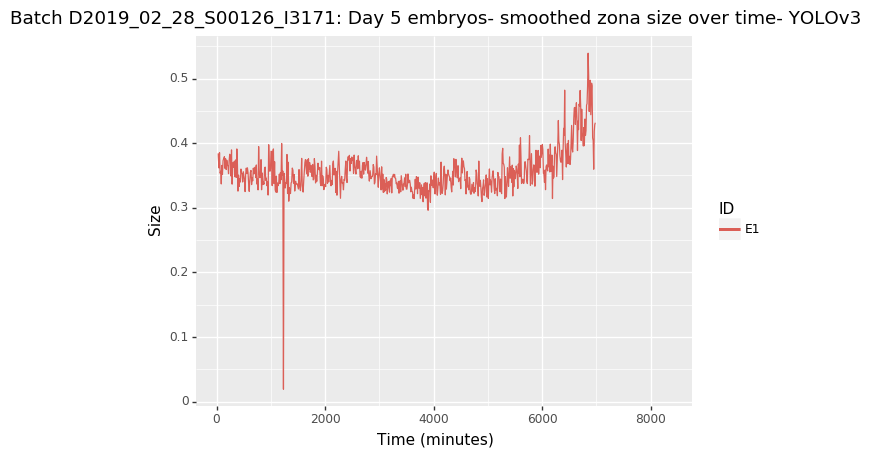 Batch D2019_02_28_S00126_I3171: Day 5 embryos- smoothed zona size over time- YOLOv3
0.5
0.4
0.3
0.2
0.1
0
Size
0 2000 4000 6000 8000
Time (minutes)
ID
E1